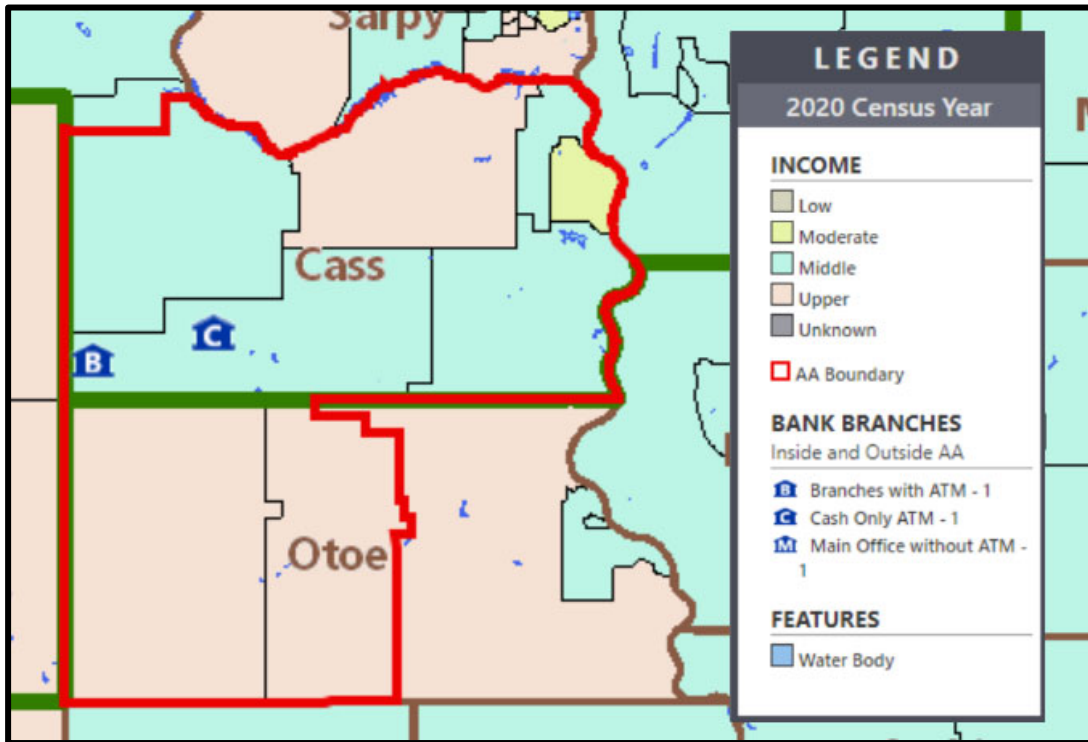 Sarpy
Cass
Otoe
B
C
M
LEGEND
2020 Census Year
INCOME
Low
Moderate
Middle
Upper
Unknown
AA Boundary
BANK BRANCHES
Inside and Outside AA
B Branches with ATM - 1
C Cash Only ATM - 1
M Main Office without ATM -
1
FEATURES
Water Body